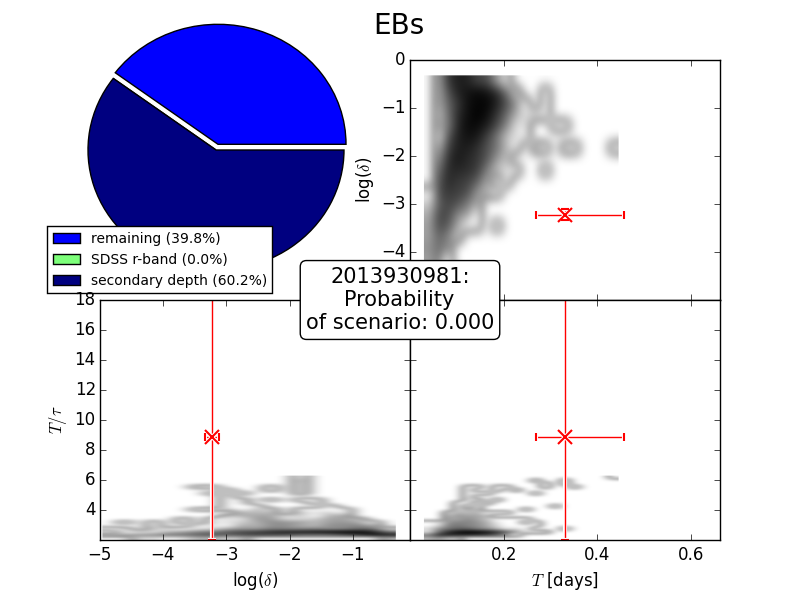 EBs
remaining (39.8%)
SDSS r-band (0.0%)
secondary depth (60.2%)
0
−1
−2
−3
−4
log(δ)
2013930981:
Probability
of scenario: 0.000
18
16
14
12
10
8
6
4
T/τ
−5 −4 −3 −2 −1
log(δ)
0.2 0.4 0.6
T [days]